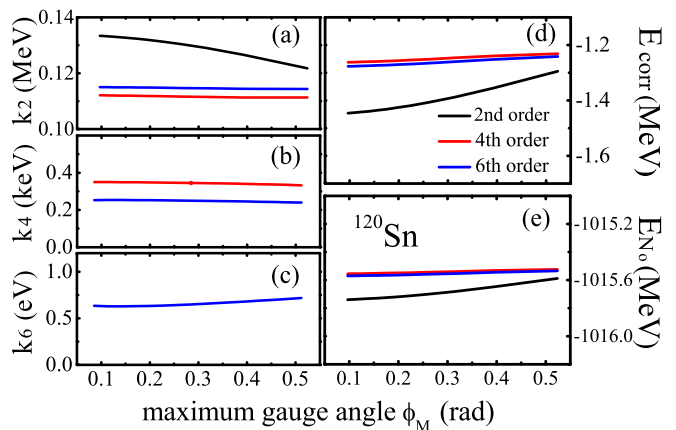 0.14
0.12
0.10
k2 (MeV)
(a)
0.4
0.2
0.0
k4 (keV)
(b)
1.0
0.5
0.0
k6 (eV)
(c)
0.1 0.2 0.3 0.4 0.5
(d)
2nd order
4th order
6th order
-1.2
-1.4
-1.6
Ecorr (MeV)
(e)
120Sn
-1015.2
-1015.6
-1016.0
EN0 (MeV)
0.1 0.2 0.3 0.4 0.5
maximum gauge angle ϕM (rad)